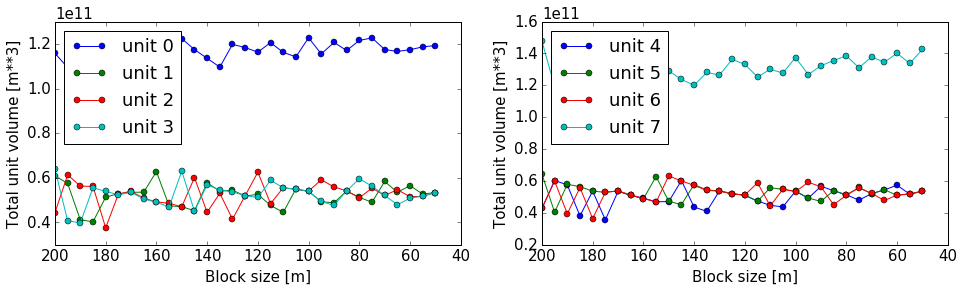 1e11
Total unit volume [m**3]
1.2
1.0
0.8
0.6
0.4
unit 0
unit 1
unit 2
unit 3
200 180 160 140 120 100 80 60 40
Block size [m]
1e11
Total unit volume [m**3]
1.6
1.4
1.2
1.0
0.8
0.6
0.4
0.2
unit 4
unit 5
unit 6
unit 7
200 180 160 140 120 100 80 60 40
Block size [m]